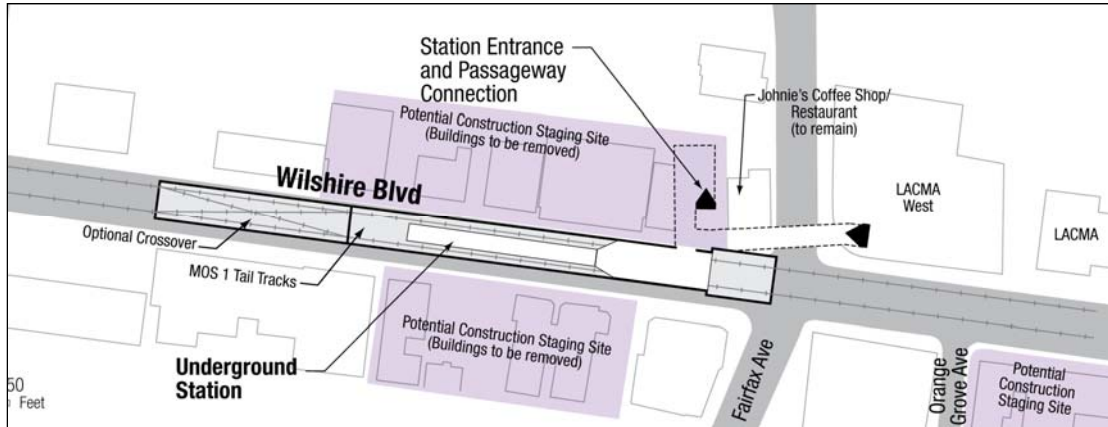 Station Entrance
and Passageway
Connection
Johnie's Coffee Shop/
Restaurant
(to remain)
Potential Construction Staging Site
(Buildings to be removed)
Wilshire Blvd
LACMA
West
LACMA
Optional Crossover
MOS 1 Tail Tracks
Underground
Station
Potential Construction Staging Site
(Buildings to be removed)
Fairfax Ave
Orange
Grove Ave
Potential
Construction
Staging Site
50
Feet